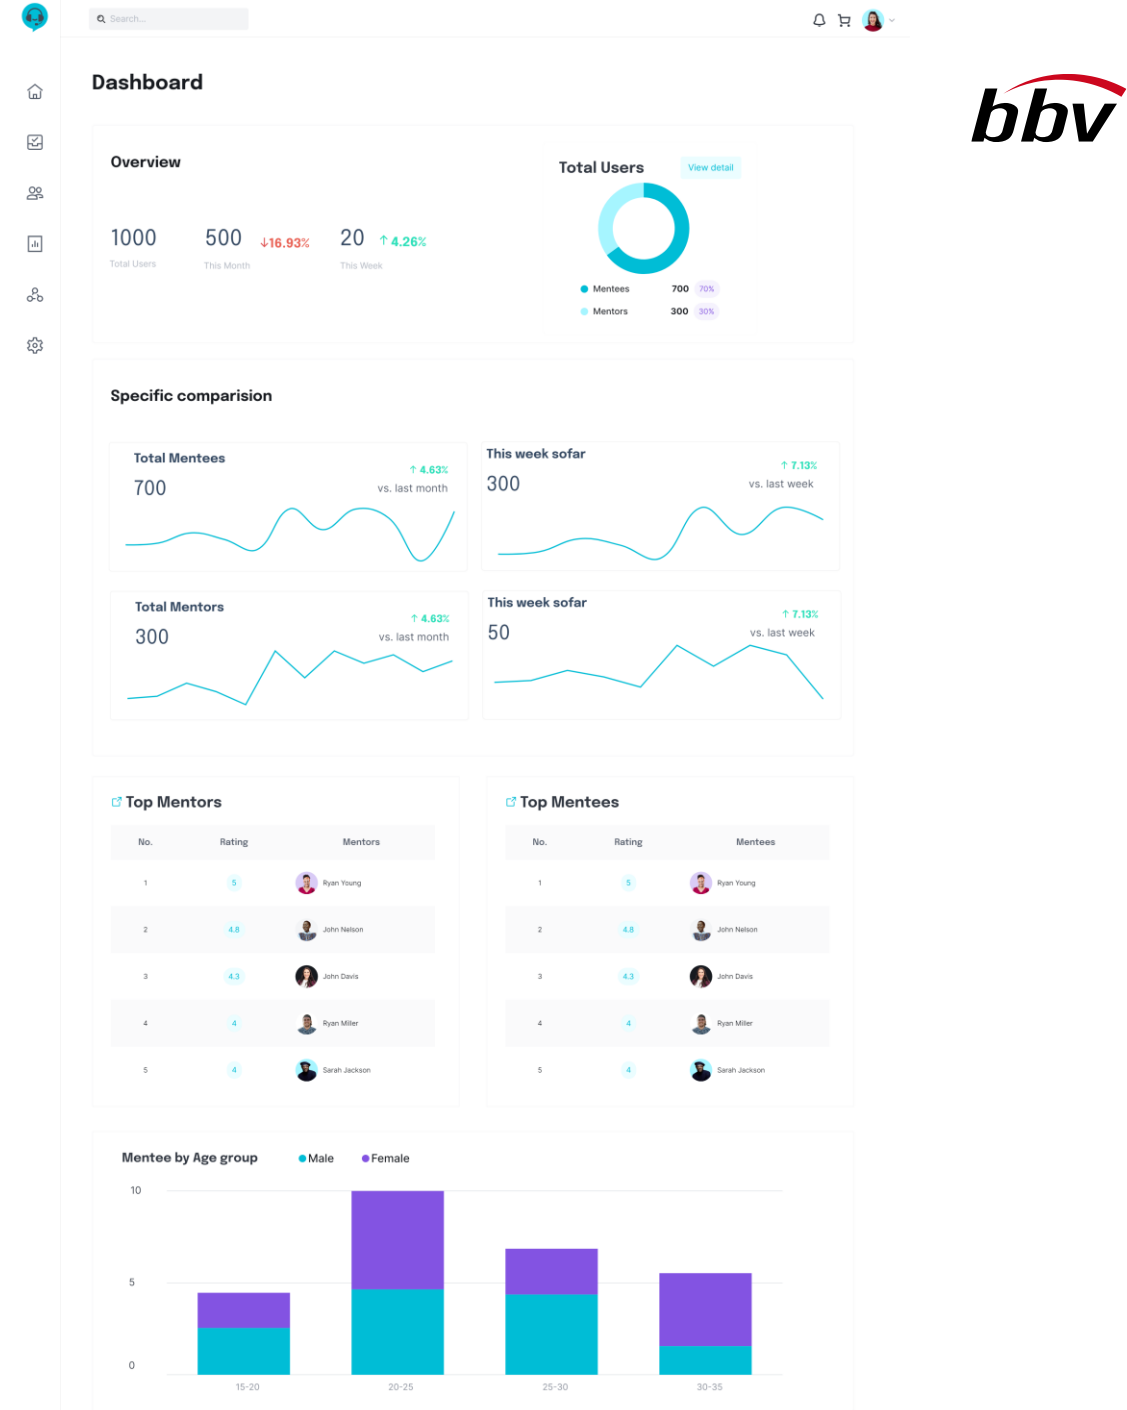 Search...
bbv
Dashboard
Overview
Total Users
View detail
1000
500
↓16.93%
20
↑ 4.26%
Total Users
This Month
This Week
Mentees 700 70%
Mentors 300 30%
Specific comparision
Total Mentees
700
↑ 4.63%
vs. last month
This week sofar
300
↑ 7.13%
vs. last week
Total Mentors
300
↑ 4.63%
vs. last month
This week sofar
50
↑ 7.13%
vs. last week
Top Mentors
No. Rating Mentors
1 5 Ryan Young
2 4.8 John Nelson
3 4.3 John Davis
4 4 Ryan Miller
5 4 Sarah Jackson
Top Mentees
No. Rating Mentees
1 5 Ryan Young
2 4.8 John Nelson
3 4.3 John Davis
4 4 Ryan Miller
5 4 Sarah Jackson
Mentee by Age group
Male Female
10
5
0
15-20 20-25 25-30 30-35